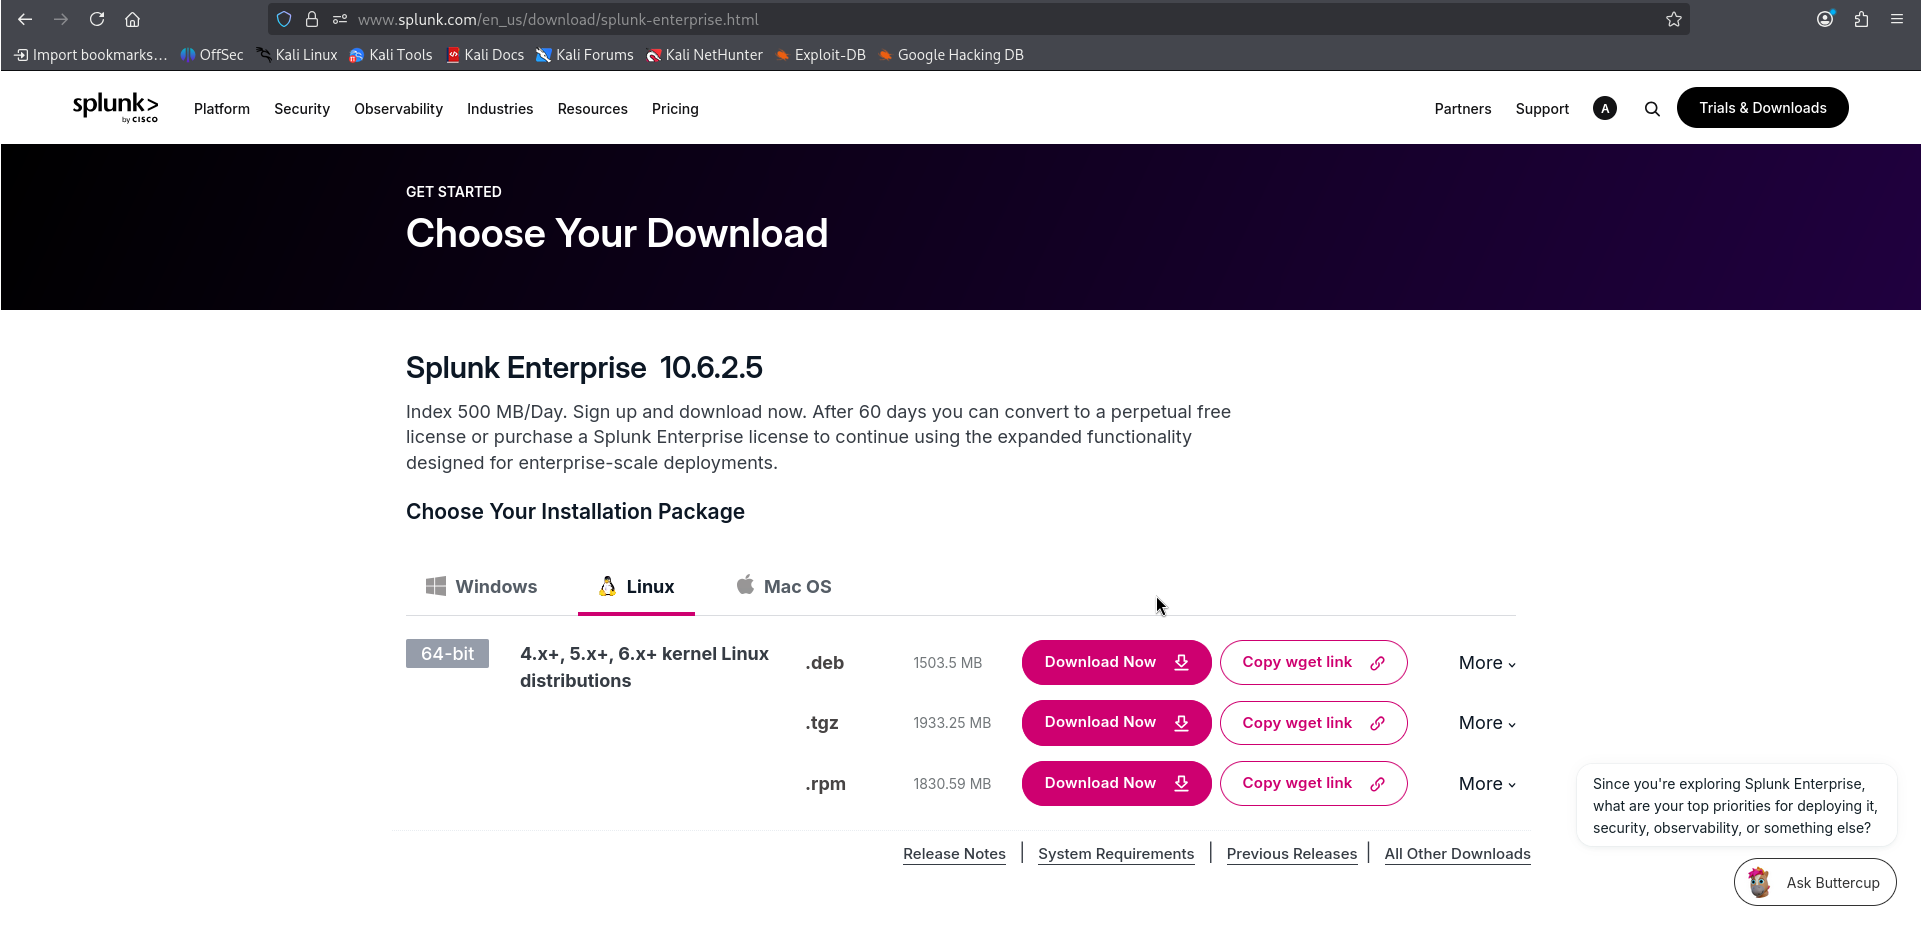 www.splunk.com/en_us/download/splunk-enterprise.html
Import bookmarks... OffSec Kali Linux Kali Tools Kali Docs Kali Forums Kali NetHunter Exploit-DB Google Hacking DB
splunk>
by CISCO
Platform Security Observability Industries Resources Pricing
Partners Support A Trials & Downloads
GET STARTED
Choose Your Download
Splunk Enterprise 10.6.2.5
Index 500 MB/Day. Sign up and download now. After 60 days you can convert to a perpetual free
license or purchase a Splunk Enterprise license to continue using the expanded functionality
designed for enterprise-scale deployments.
Choose Your Installation Package
Windows Linux Mac OS
64-bit
4.x+, 5.x+, 6.x+ kernel Linux
distributions
.deb 1503.5 MB Download Now Copy wget link More
.tgz 1933.25 MB Download Now Copy wget link More
.rpm 1830.59 MB Download Now Copy wget link More
Release Notes | System Requirements | Previous Releases | All Other Downloads
Since you're exploring Splunk Enterprise,
what are your top priorities for deploying it,
security, observability, or something else?
Ask Buttercup